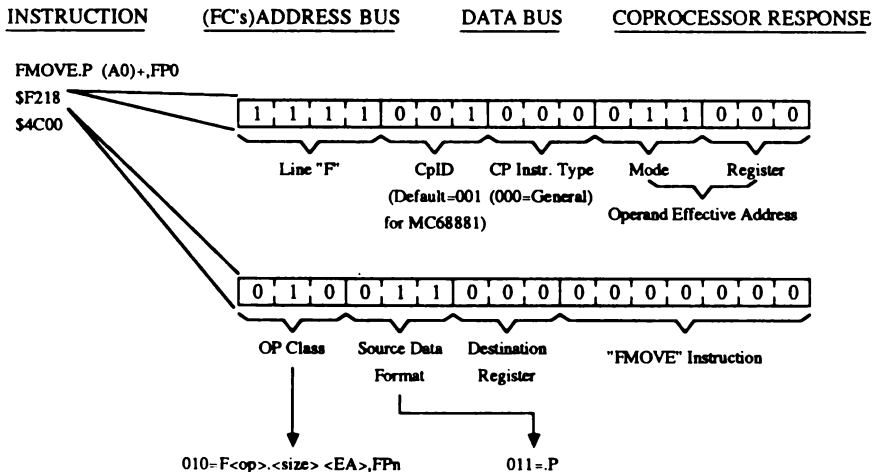 INSTRUCTION (FC's)ADDRESS BUS DATA BUS COPROCESSOR RESPONSE
FMOVE.P (A0)+,FP0
$F218
$4C00
1 1 1 1 0 0 1 0 0 0 0 1 1 0 0 0
Line "F" CpID CP Instr. Type Mode Register
(Default=001 (000=General)
for MC68881)
Operand Effective Address
0 1 0 0 1 1 0 0 0 0 0 0 0 0 0 0
OP Class Source Data Destination "FMOVE" Instruction
Format Register
010=F<op>.<size> <EA>,FPn 011=.P